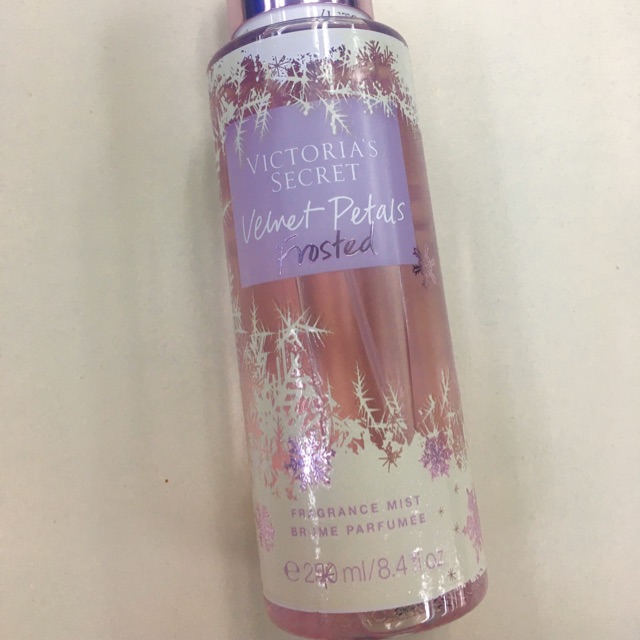 VICTORIA'S
SECRET
Velvet Petals
Frosted
FRAGRANCE MIST
BRUME PARFUMÉE
℮ 250 ml/8.4 fl oz